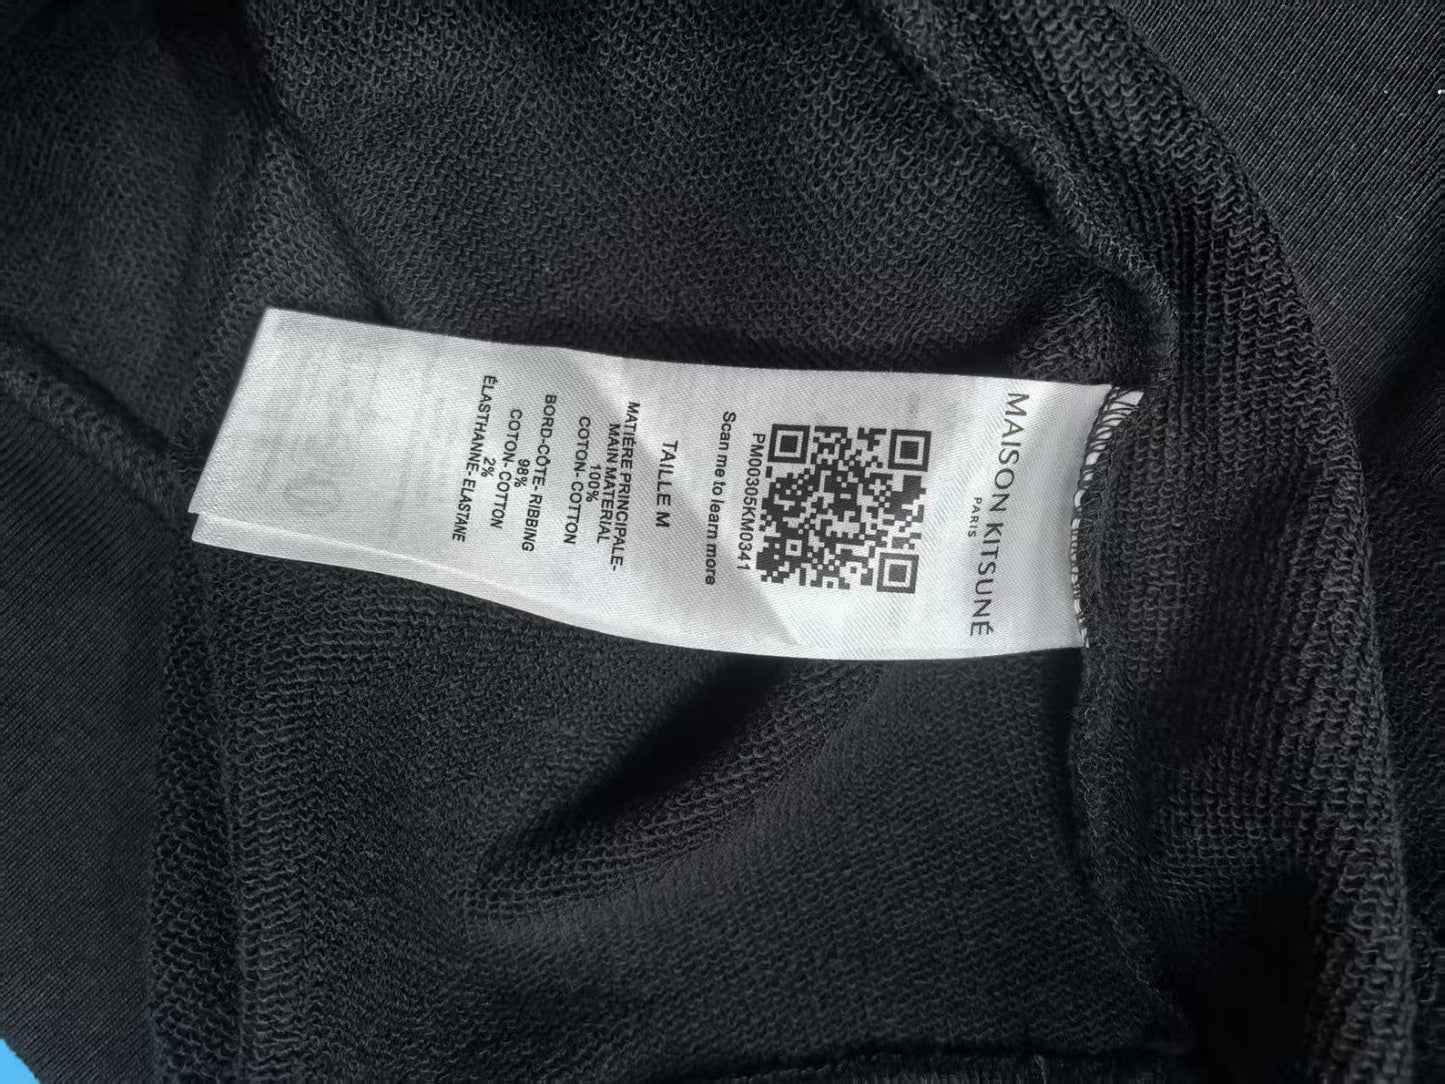 MAISON KITSUNÉ
PARIS
PM00305KM0341
Scan me to learn more
TAILLE M
MATIÈRE PRINCIPALE-
MAIN MATERIAL
100%
COTON- COTTON
BORD-CÔTE- RIBBING
98%
COTON- COTTON
2%
ÉLASTHANNE- ELASTANE